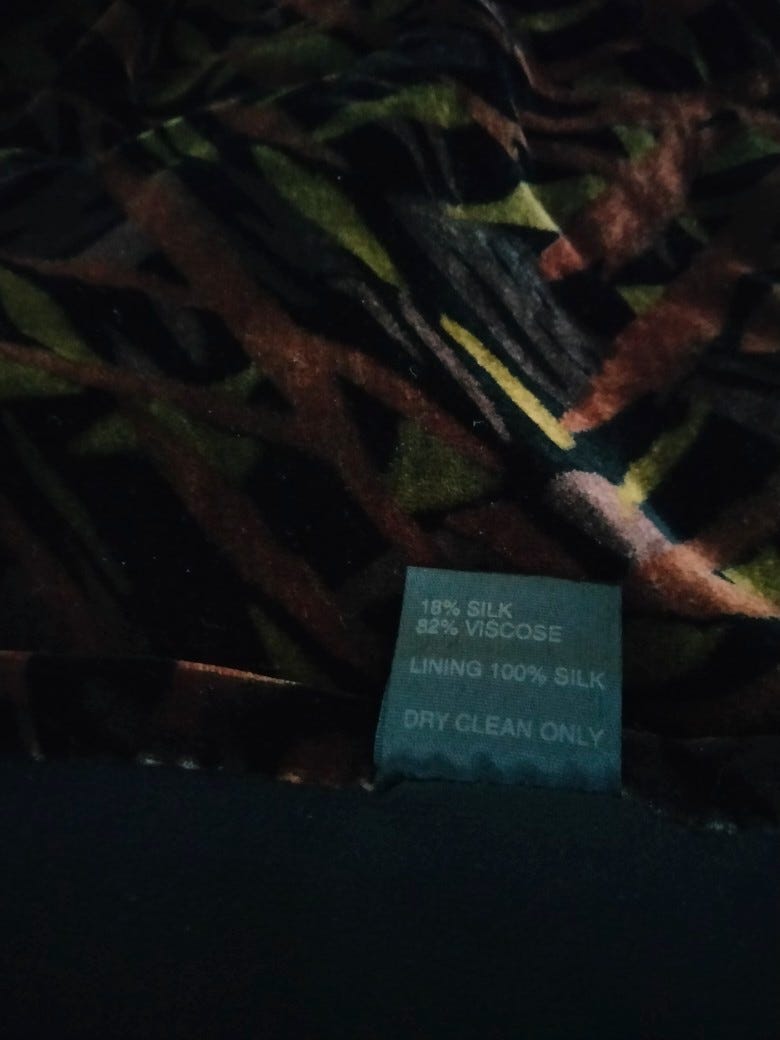 18% SILK
82% VISCOSE
LINING 100% SILK
DRY CLEAN ONLY